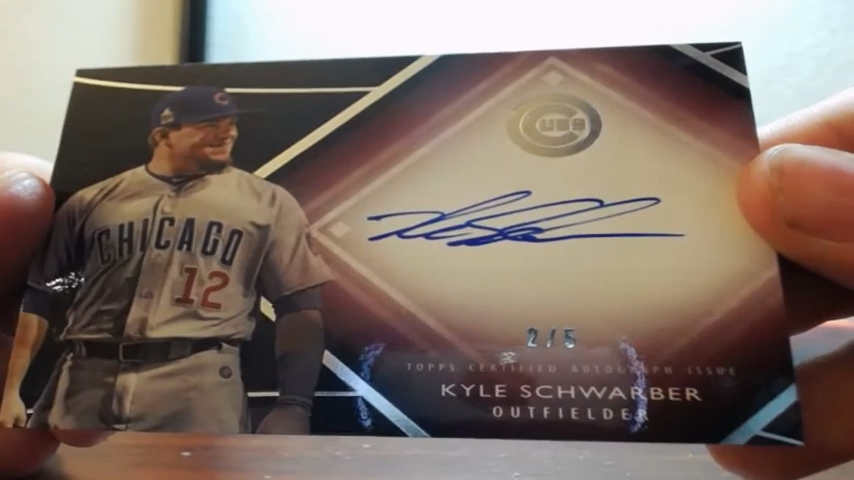 CUBS
CHICAGO
12
2/5
TOPPS CERTIFIED AUTOGRAPH ISSUE
KYLE SCHWARBER
OUTFIELDER